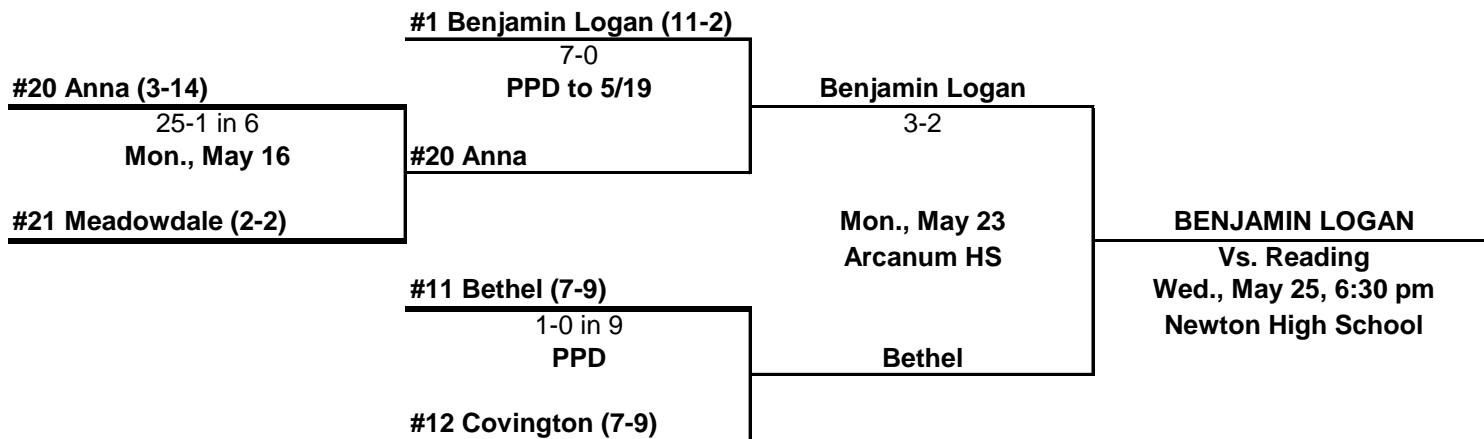 #1 Benjamin Logan (11-2)
7-0
#20 Anna (3-14)
PPD to 5/19
Benjamin Logan
25-1 in 6
3-2
Mon., May 16
#20 Anna
#21 Meadowdale (2-2)
Mon., May 23
BENJAMIN LOGAN
Arcanum HS
Vs. Reading
#11 Bethel (7-9)
Wed., May 25, 6:30 pm
1-0 in 9
Newton High School
PPD
Bethel
#12 Covington (7-9)